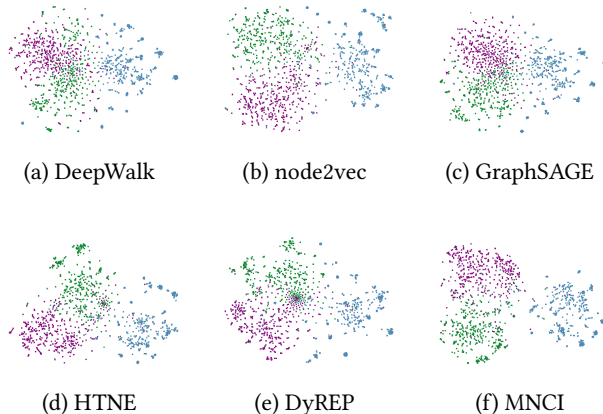 (a) DeepWalk
(b) node2vec
(c) GraphSAGE
(d) HTNE
(e) DyREP
(f) MNCI